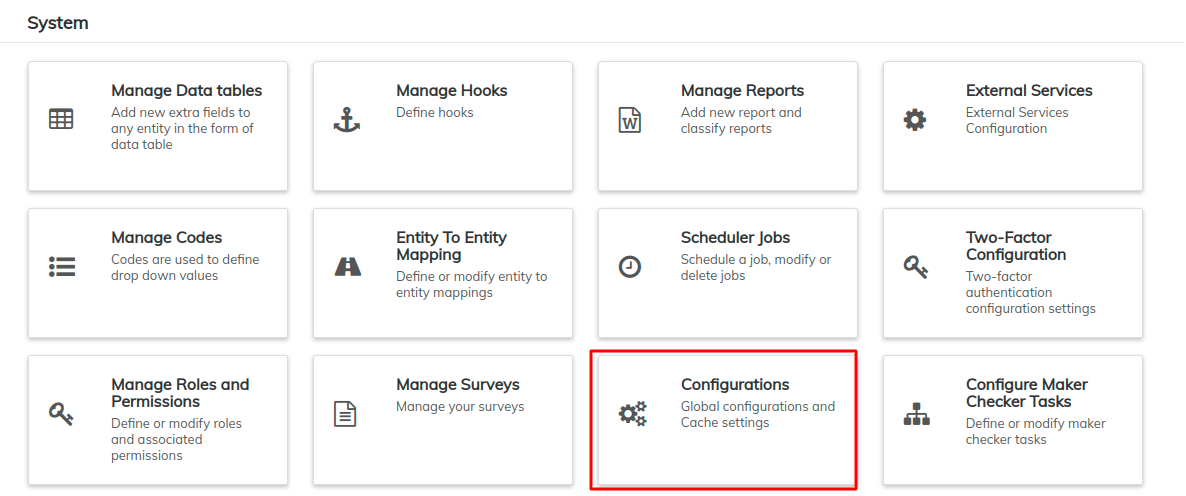 System
Manage Data tables
Add new extra fields to
any entity in the form of
data table
Manage Hooks
Define hooks
Manage Reports
Add new report and
classify reports
External Services
External Services
Configuration
Manage Codes
Codes are used to define
drop down values
Entity To Entity
Mapping
Define or modify entity to
entity mappings
Scheduler Jobs
Schedule a job, modify or
delete jobs
Two-Factor
Configuration
Two-factor
authentication
configuration settings
Manage Roles and
Permissions
Define or modify roles
and associated
permissions
Manage Surveys
Manage your surveys
Configurations
Global configurations and
Cache settings
Configure Maker
Checker Tasks
Define or modify maker
checker tasks